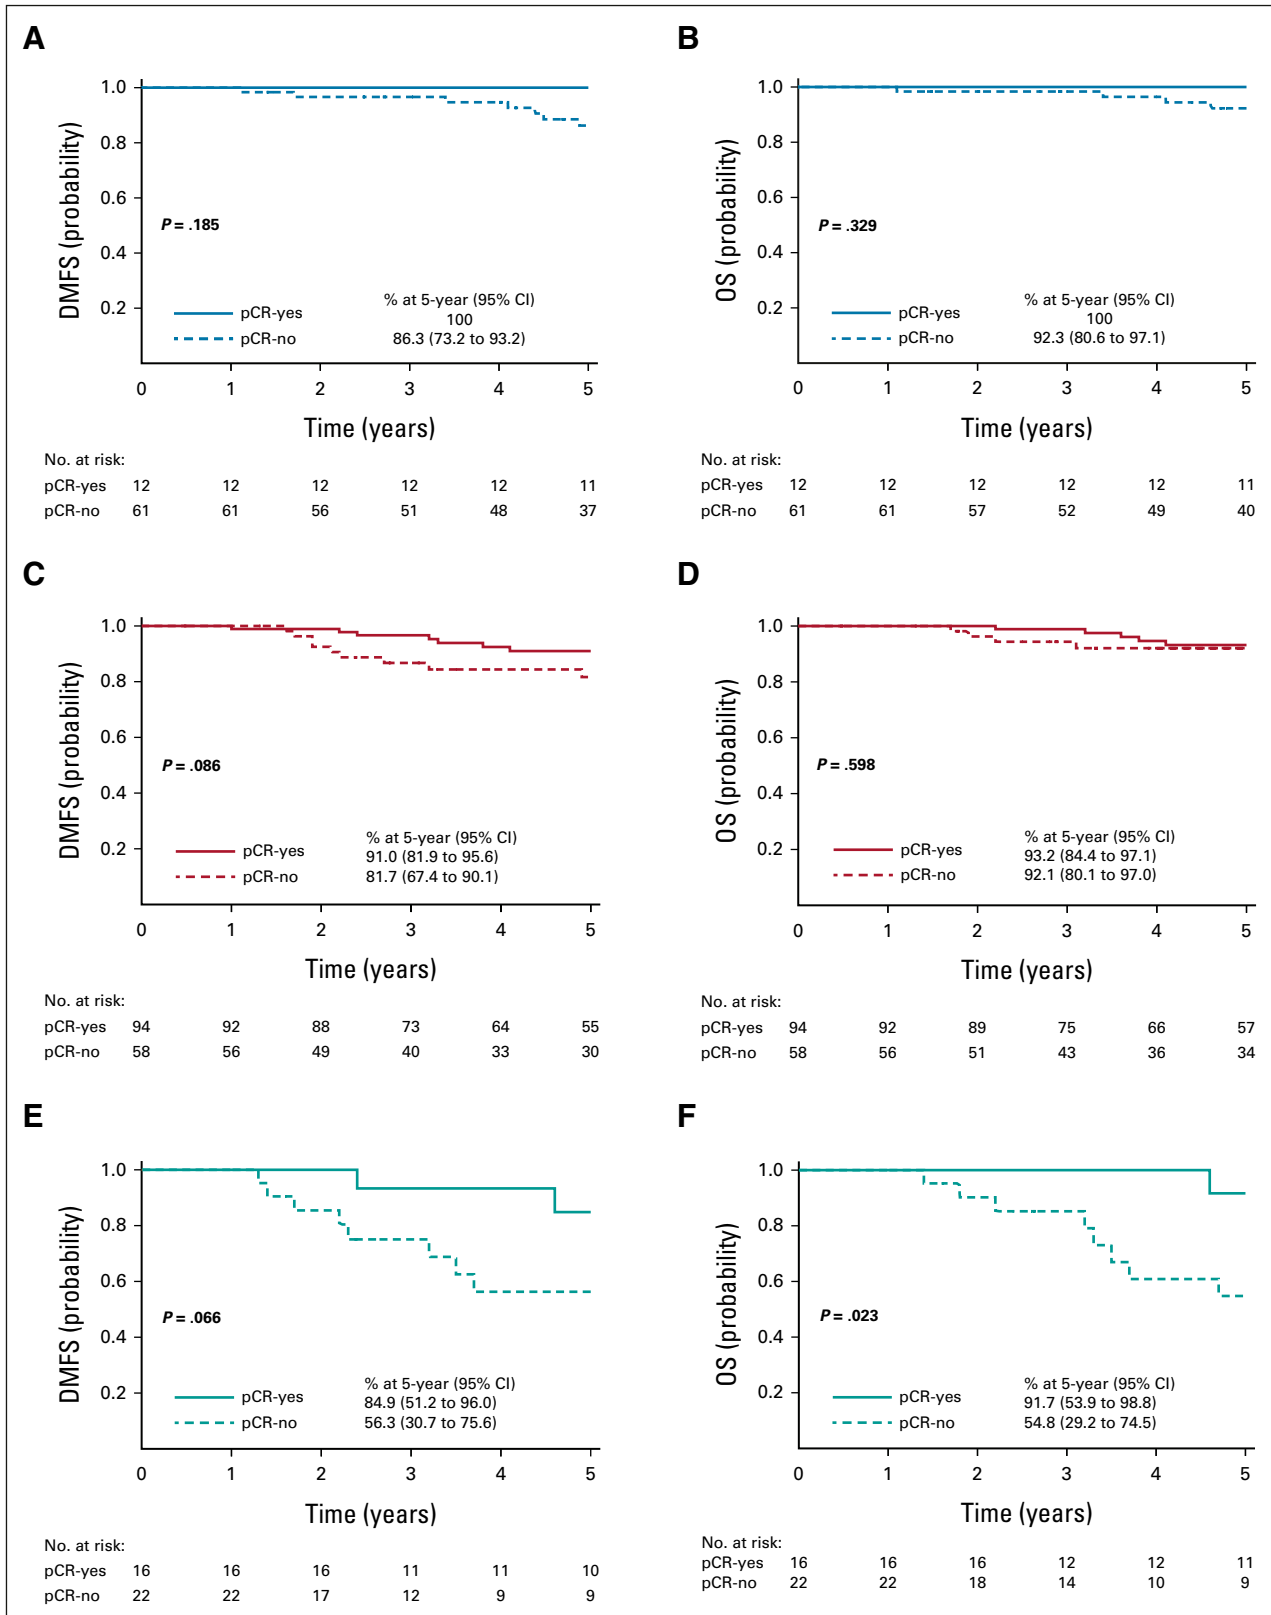 A
DMFS (probability)
1.0
0.8
0.6
0.4
0.2
P = .185
% at 5-year (95% CI)
pCR-yes 100
pCR-no 86.3 (73.2 to 93.2)
0 1 2 3 4 5
Time (years)
No. at risk:
pCR-yes 12 12 12 12 12 11
pCR-no 61 61 56 51 48 37
B
OS (probability)
1.0
0.8
0.6
0.4
0.2
P = .329
% at 5-year (95% CI)
pCR-yes 100
pCR-no 92.3 (80.6 to 97.1)
0 1 2 3 4 5
Time (years)
No. at risk:
pCR-yes 12 12 12 12 12 11
pCR-no 61 61 57 52 49 40
C
DMFS (probability)
1.0
0.8
0.6
0.4
0.2
P = .086
% at 5-year (95% CI)
pCR-yes 91.0 (81.9 to 95.6)
pCR-no 81.7 (67.4 to 90.1)
0 1 2 3 4 5
Time (years)
No. at risk:
pCR-yes 94 92 88 73 64 55
pCR-no 58 56 49 40 33 30
D
OS (probability)
1.0
0.8
0.6
0.4
0.2
P = .598
% at 5-year (95% CI)
pCR-yes 93.2 (84.4 to 97.1)
pCR-no 92.1 (80.1 to 97.0)
0 1 2 3 4 5
Time (years)
No. at risk:
pCR-yes 94 92 89 75 66 57
pCR-no 58 56 51 43 36 34
E
DMFS (probability)
1.0
0.8
0.6
0.4
0.2
P = .066
% at 5-year (95% CI)
pCR-yes 84.9 (51.2 to 96.0)
pCR-no 56.3 (30.7 to 75.6)
0 1 2 3 4 5
Time (years)
No. at risk:
pCR-yes 16 16 16 11 11 10
pCR-no 22 22 17 12 9 9
F
OS (probability)
1.0
0.8
0.6
0.4
0.2
P = .023
% at 5-year (95% CI)
pCR-yes 91.7 (53.9 to 98.8)
pCR-no 54.8 (29.2 to 74.5)
0 1 2 3 4 5
Time (years)
No. at risk:
pCR-yes 16 16 16 12 12 11
pCR-no 22 22 18 14 10 9